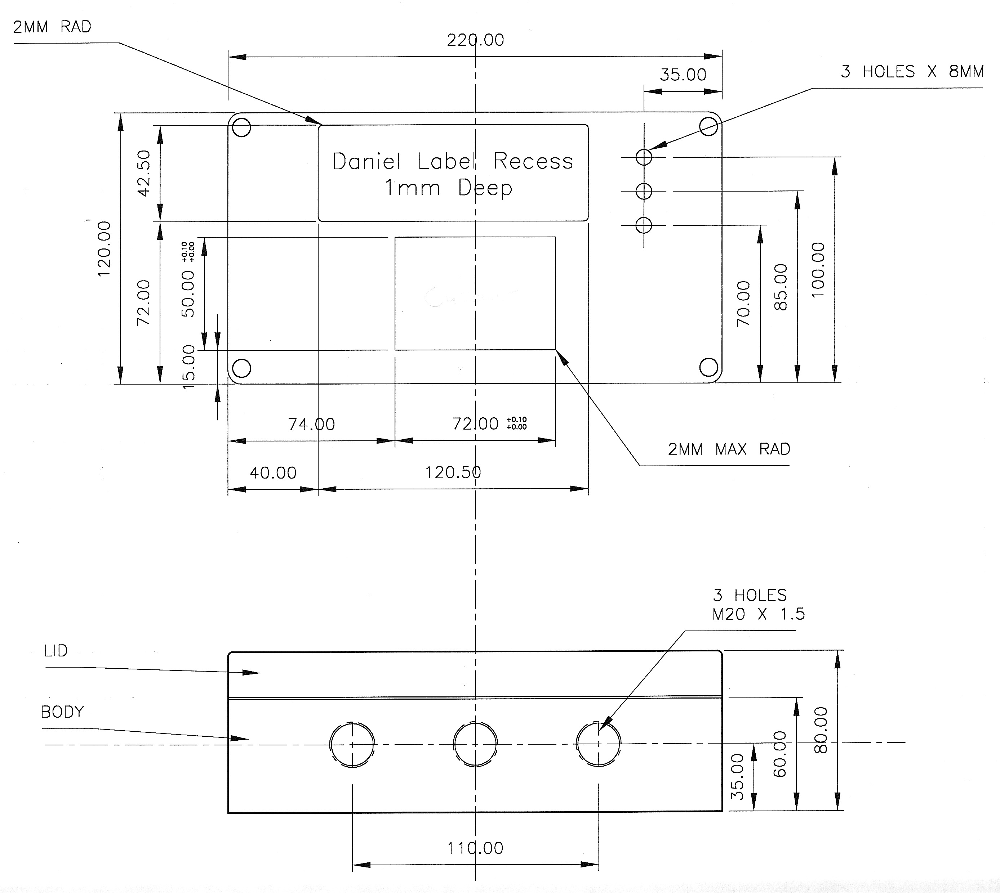 2MM RAD
220.00
35.00
3 HOLES X 8MM
Daniel Label Recess
1mm Deep
42.50
120.00
72.00
50.00 +0.10 +0.00
15.00
70.00
85.00
100.00
74.00
72.00 +0.10 +0.00
2MM MAX RAD
40.00
120.50
3 HOLES
M20 X 1.5
LID
BODY
35.00
60.00
80.00
110.00